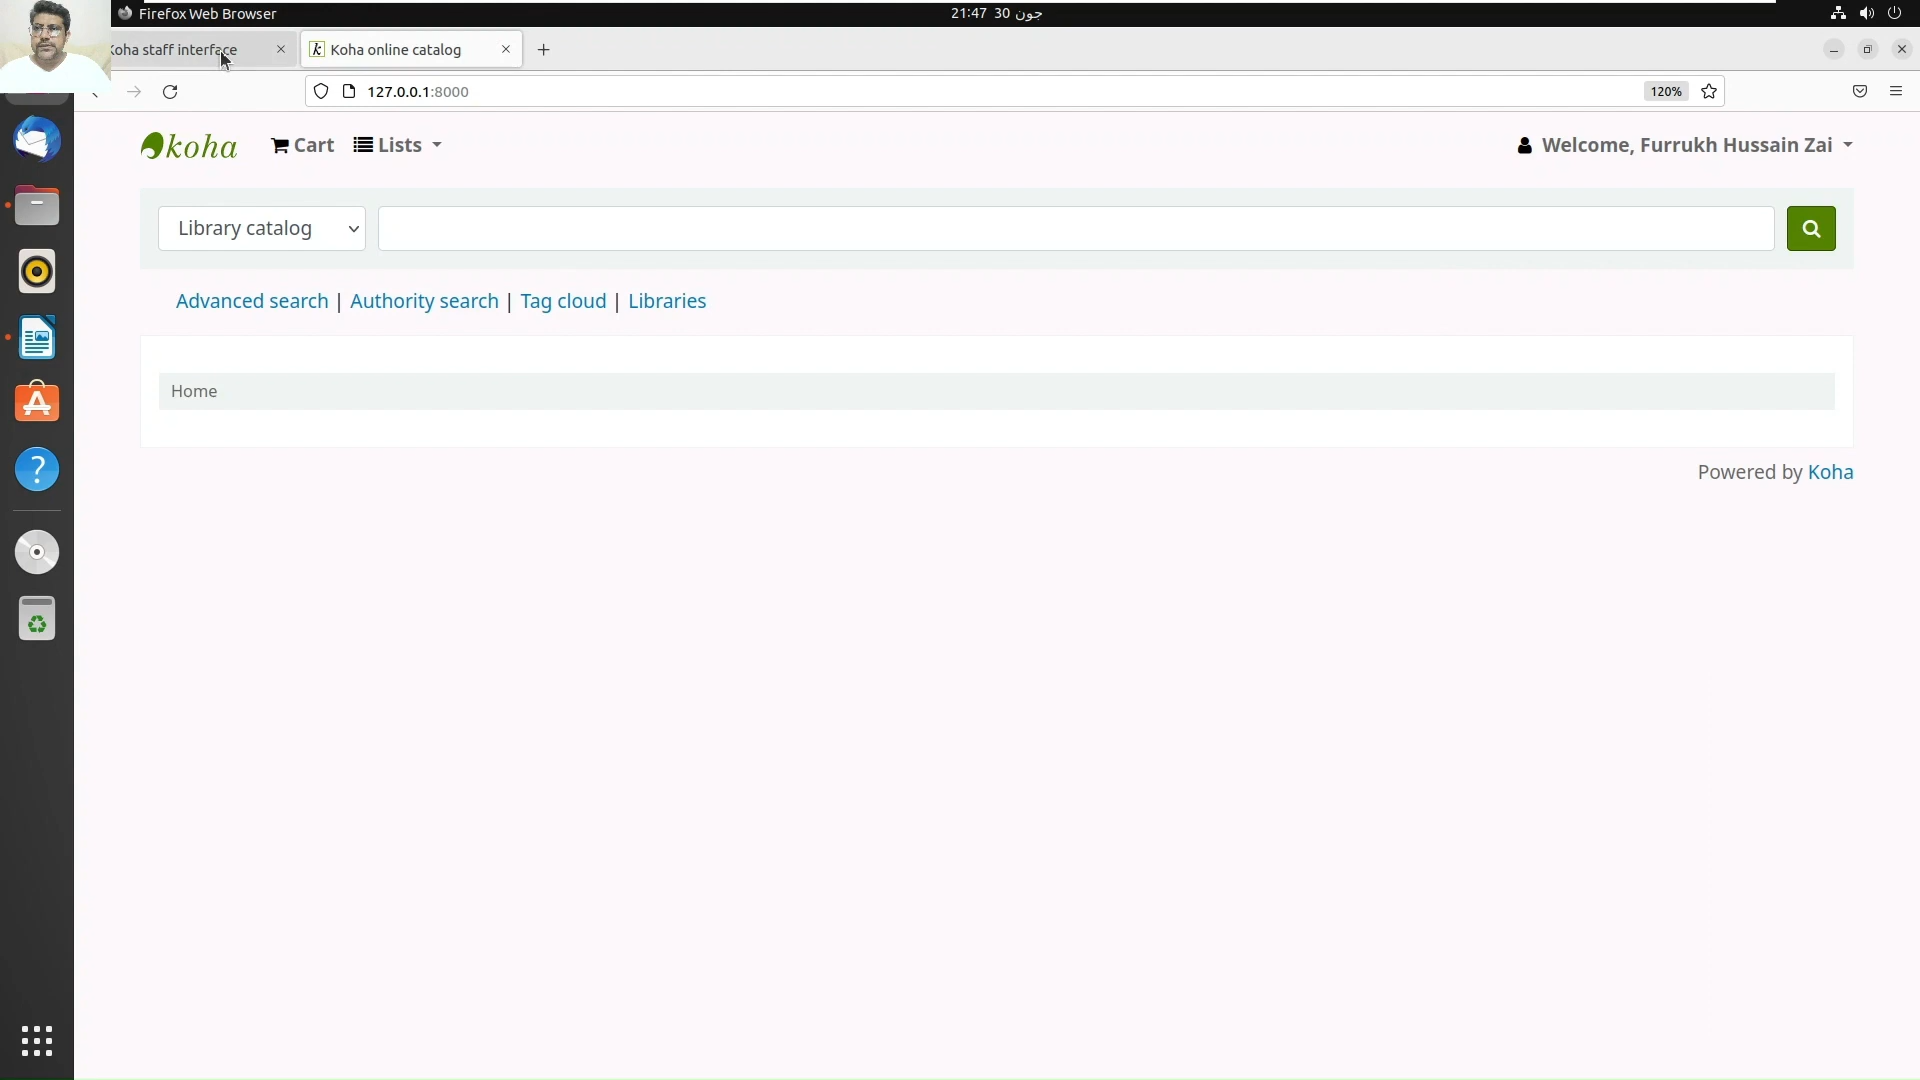 Firefox Web Browser
21:47 30 جون
Koha staff interface
Koha online catalog
127.0.0.1:8000
120%
koha
Cart
Lists
Welcome, Furrukh Hussain Zai
Library catalog
Advanced search | Authority search | Tag cloud | Libraries
Home
Powered by Koha